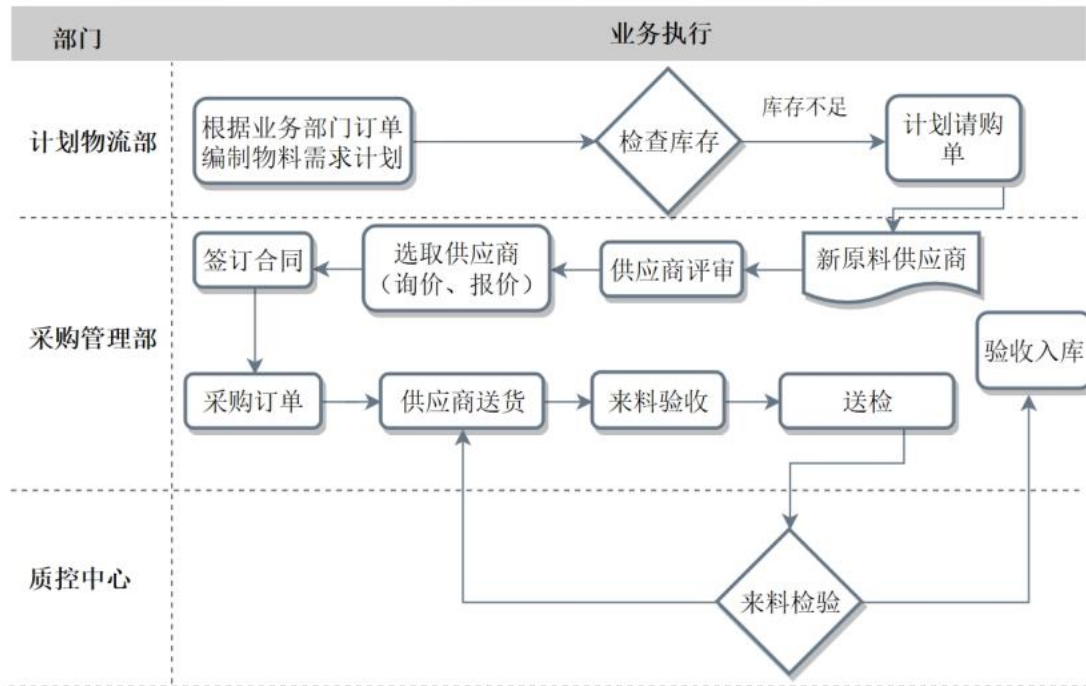 部门
业务执行
计划物流部
根据业务部门订单
编制物料需求计划
检查库存
库存不足
计划请购
单
采购管理部
签订合同
选取供应商
（询价、报价）
供应商评审
新原料供应商
验收入库
采购订单
供应商送货
来料验收
送检
质控中心
来料检验